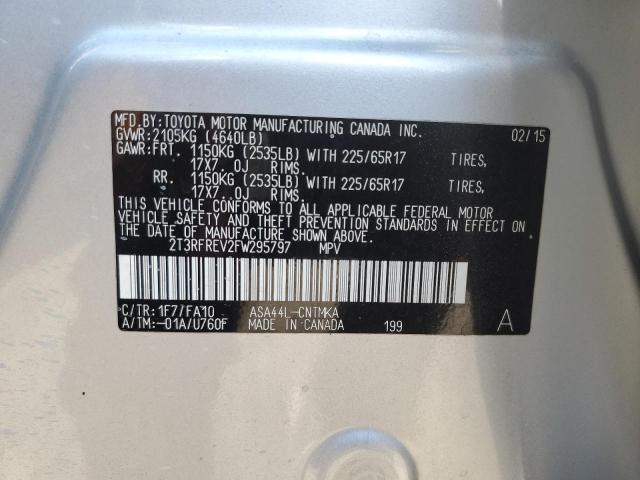 MFD.BY:TOYOTA MOTOR MANUFACTURING CANADA INC. 02/15
GVWR:2105KG (4640LB)
GAWR:FRT. 1150KG (2535LB) WITH 225/65R17 TIRES,
17X7.0J RIMS.
RR. 1150KG (2535LB) WITH 225/65R17 TIRES,
17X7.0J RIMS.
THIS VEHICLE CONFORMS TO ALL APPLICABLE FEDERAL MOTOR
VEHICLE SAFETY AND THEFT PREVENTION STANDARDS IN EFFECT ON
THE DATE OF MANUFACTURE SHOWN ABOVE.
2T3RFREV2FW295797 MPV
C/TR:1F7/FA10 ASA44L-CNTMKA
A/TM:-01A/U760F MADE IN CANADA 199 A